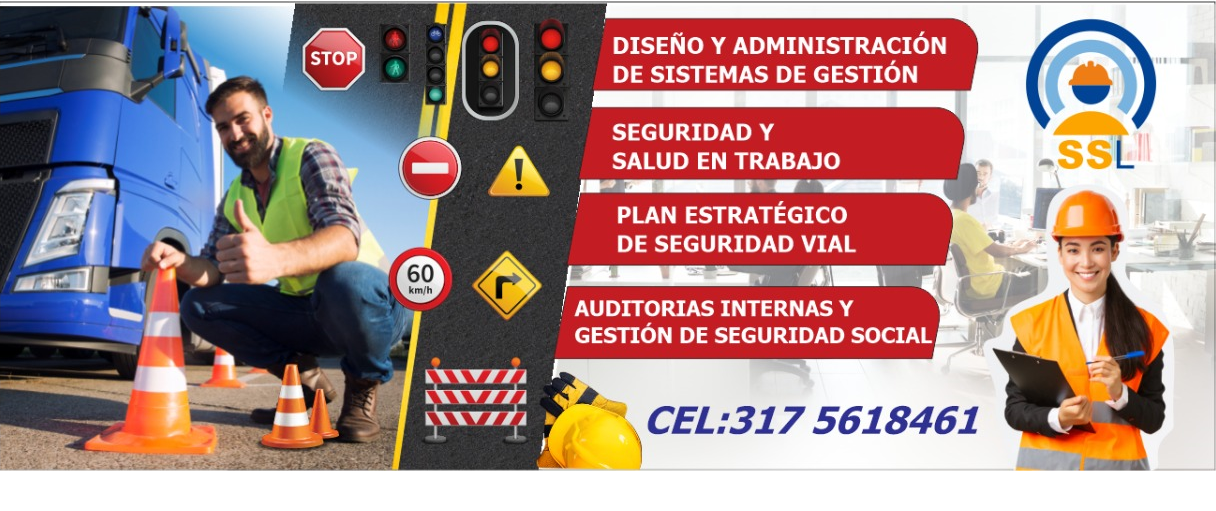 STOP
60
km/h
DISEÑO Y ADMINISTRACIÓN
DE SISTEMAS DE GESTIÓN
SEGURIDAD Y
SALUD EN TRABAJO
PLAN ESTRATÉGICO
DE SEGURIDAD VIAL
AUDITORIAS INTERNAS Y
GESTIÓN DE SEGURIDAD SOCIAL
CEL:317 5618461
SSL